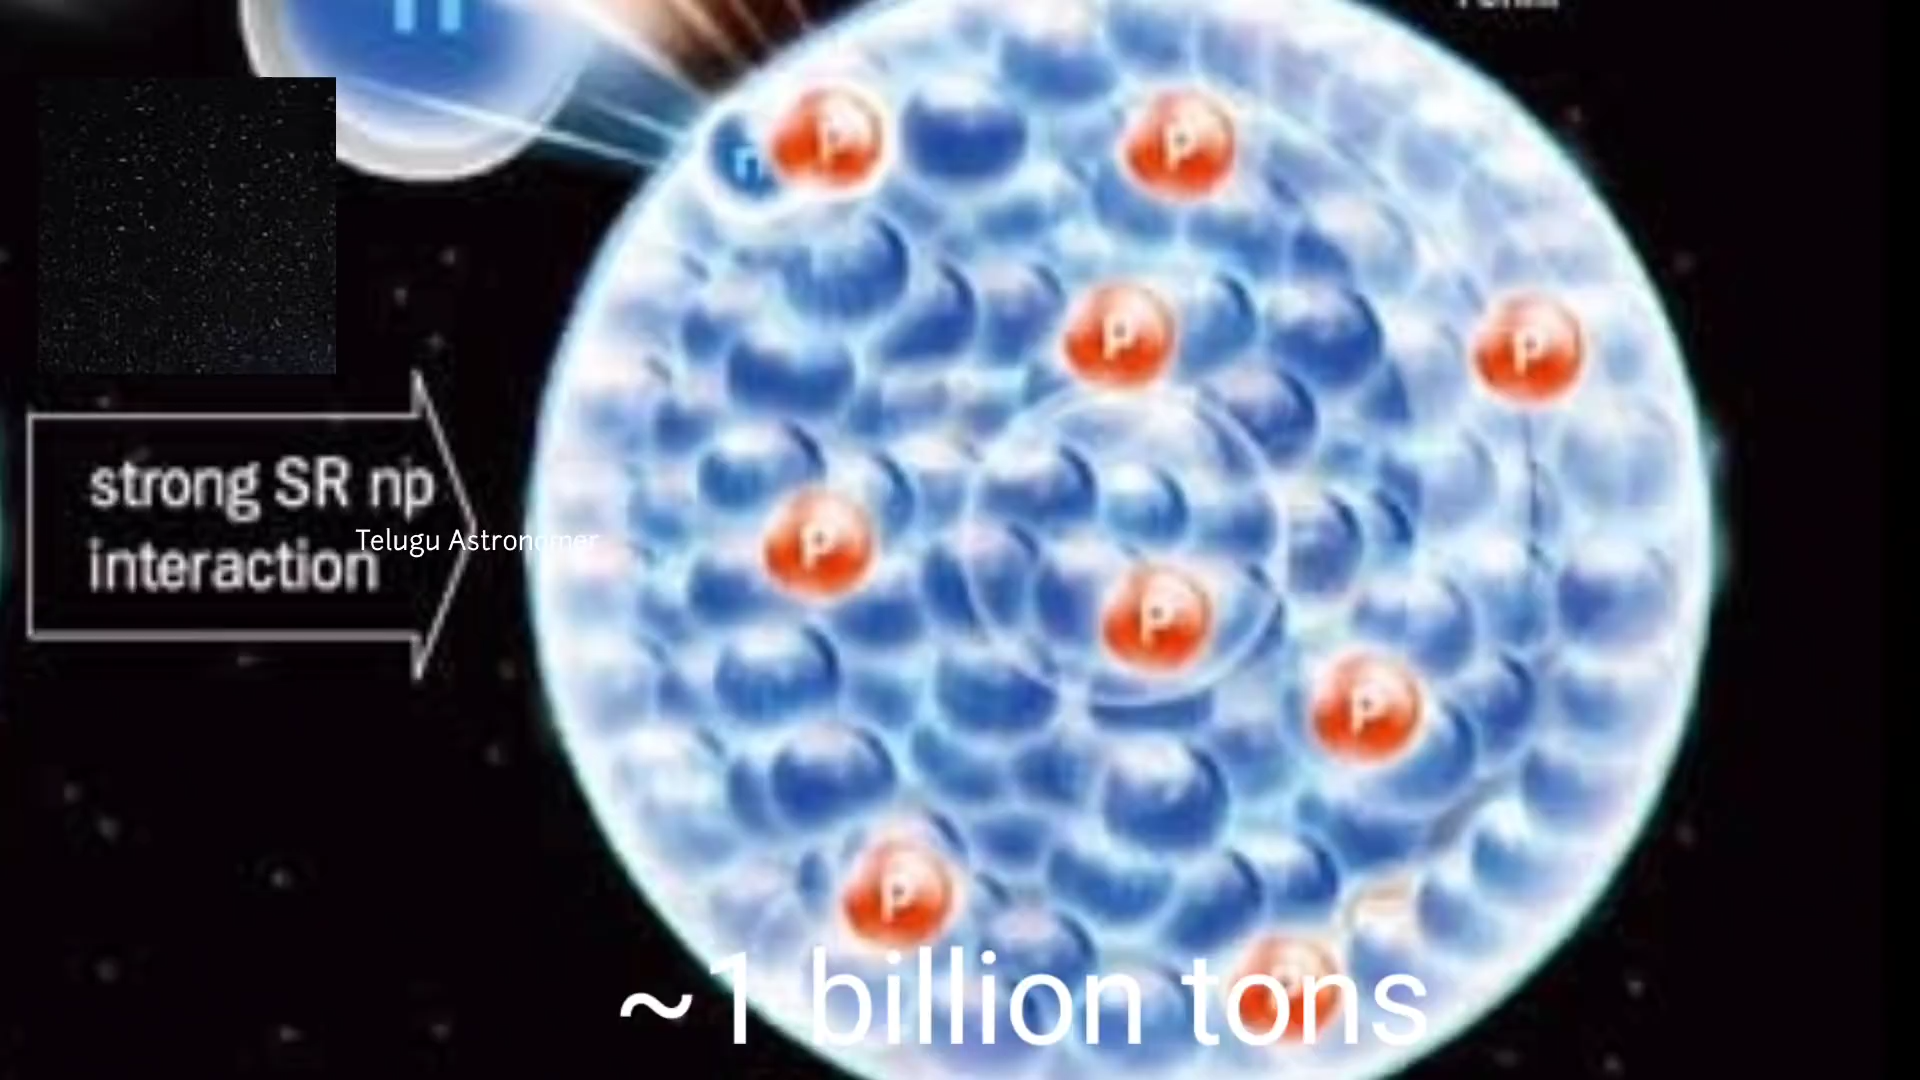 n
n
P
P
P
P
P
P
P
P
P
strong SR np
interaction
Telugu Astronomer
~1 billion tons